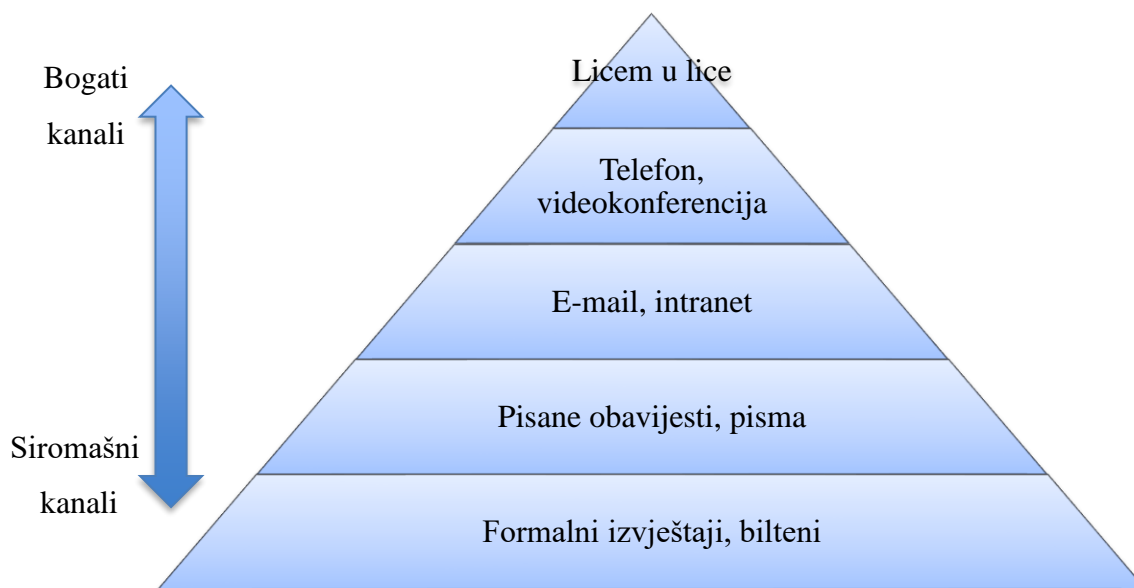 Bogati
kanali
Licem u lice
Telefon,
videokonferencija
E-mail, intranet
Pisane obavijesti, pisma
Siromašni
kanali
Formalni izvještaji, bilteni